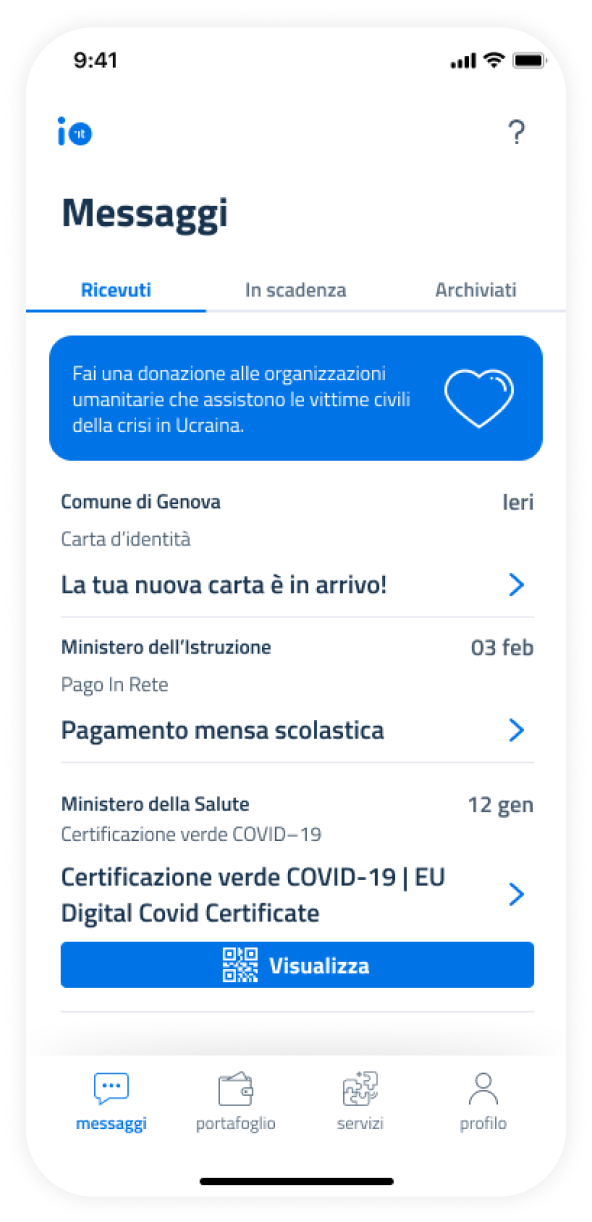 9:41
io it
?
Messaggi
Ricevuti In scadenza Archiviati
Fai una donazione alle organizzazioni
umanitarie che assistono le vittime civili
della crisi in Ucraina.
Comune di Genova Ieri
Carta d’identità
La tua nuova carta è in arrivo!
Ministero dell’Istruzione 03 feb
Pago In Rete
Pagamento mensa scolastica
Ministero della Salute 12 gen
Certificazione verde COVID–19
Certificazione verde COVID-19 | EU
Digital Covid Certificate
Visualizza
messaggi portafoglio servizi profilo